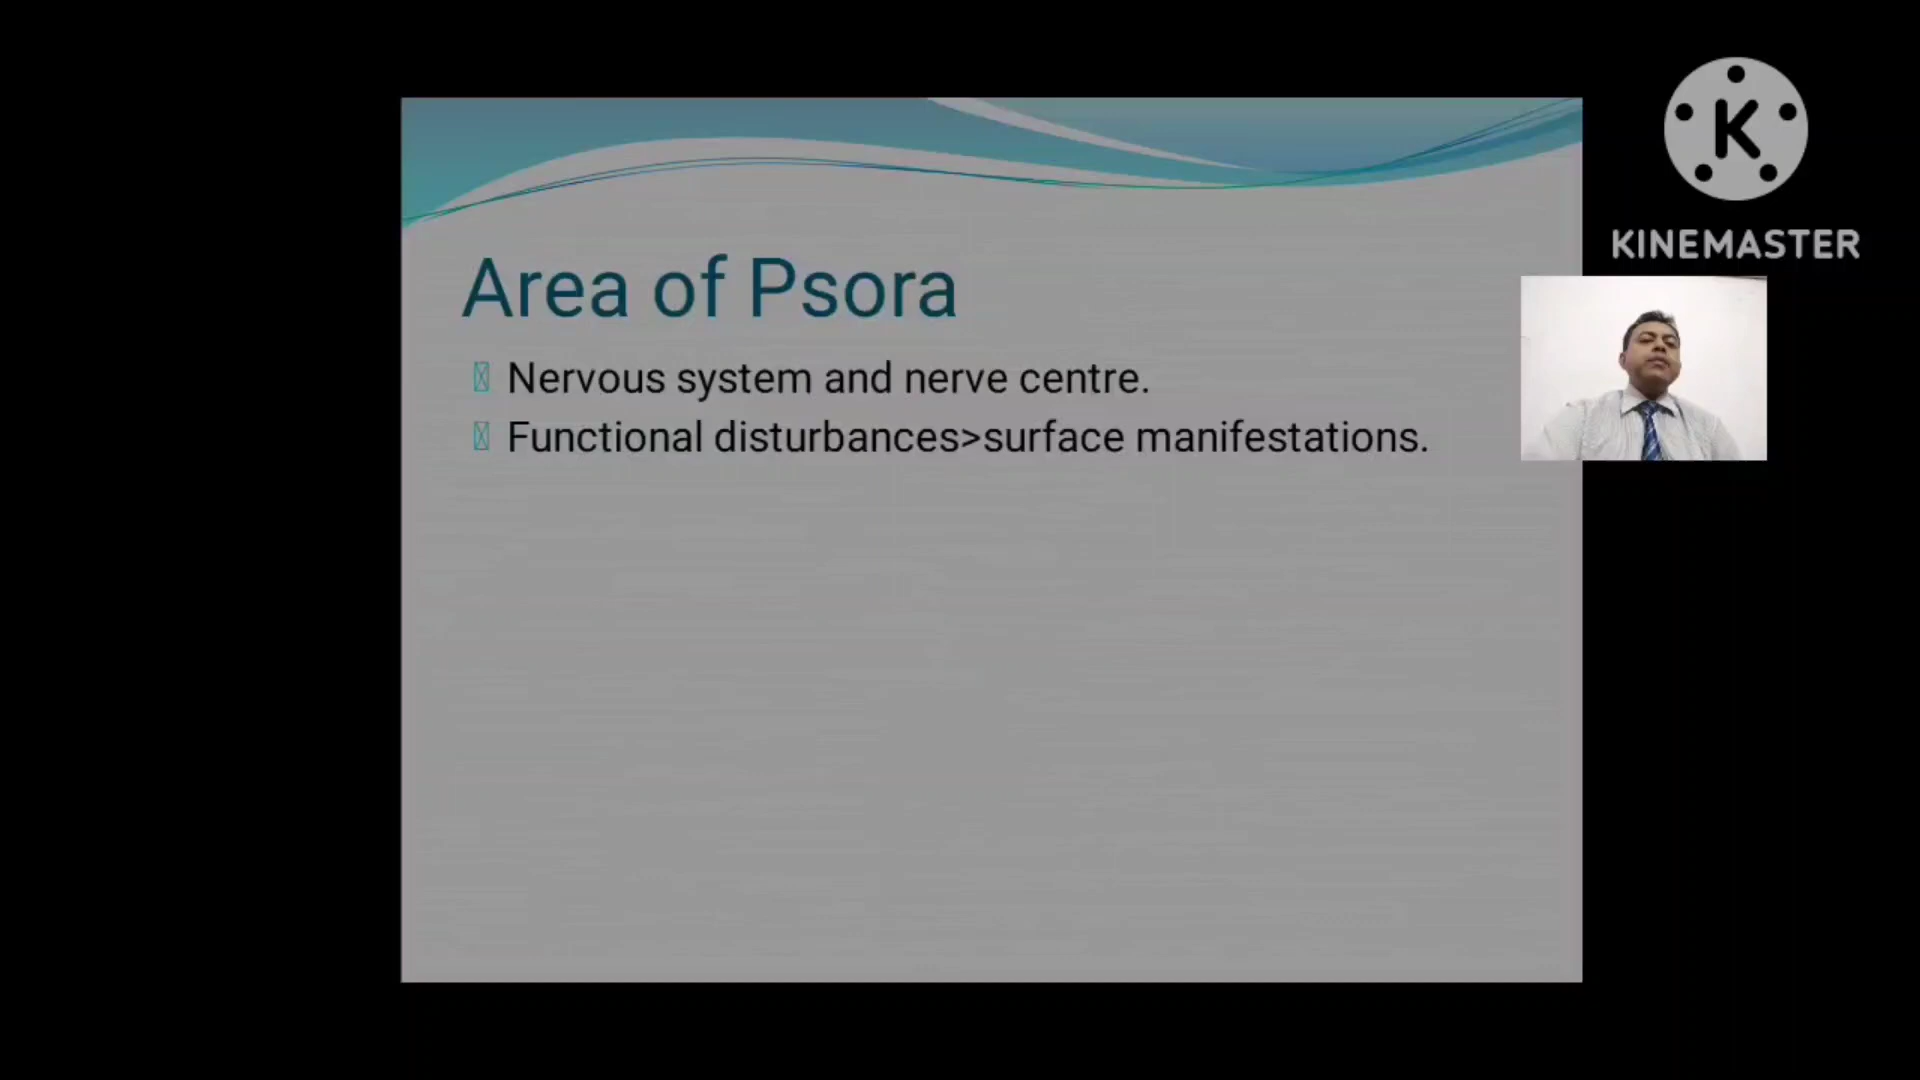 Area of Psora
Nervous system and nerve centre.
Functional disturbances>surface manifestations.
K
KINEMASTER